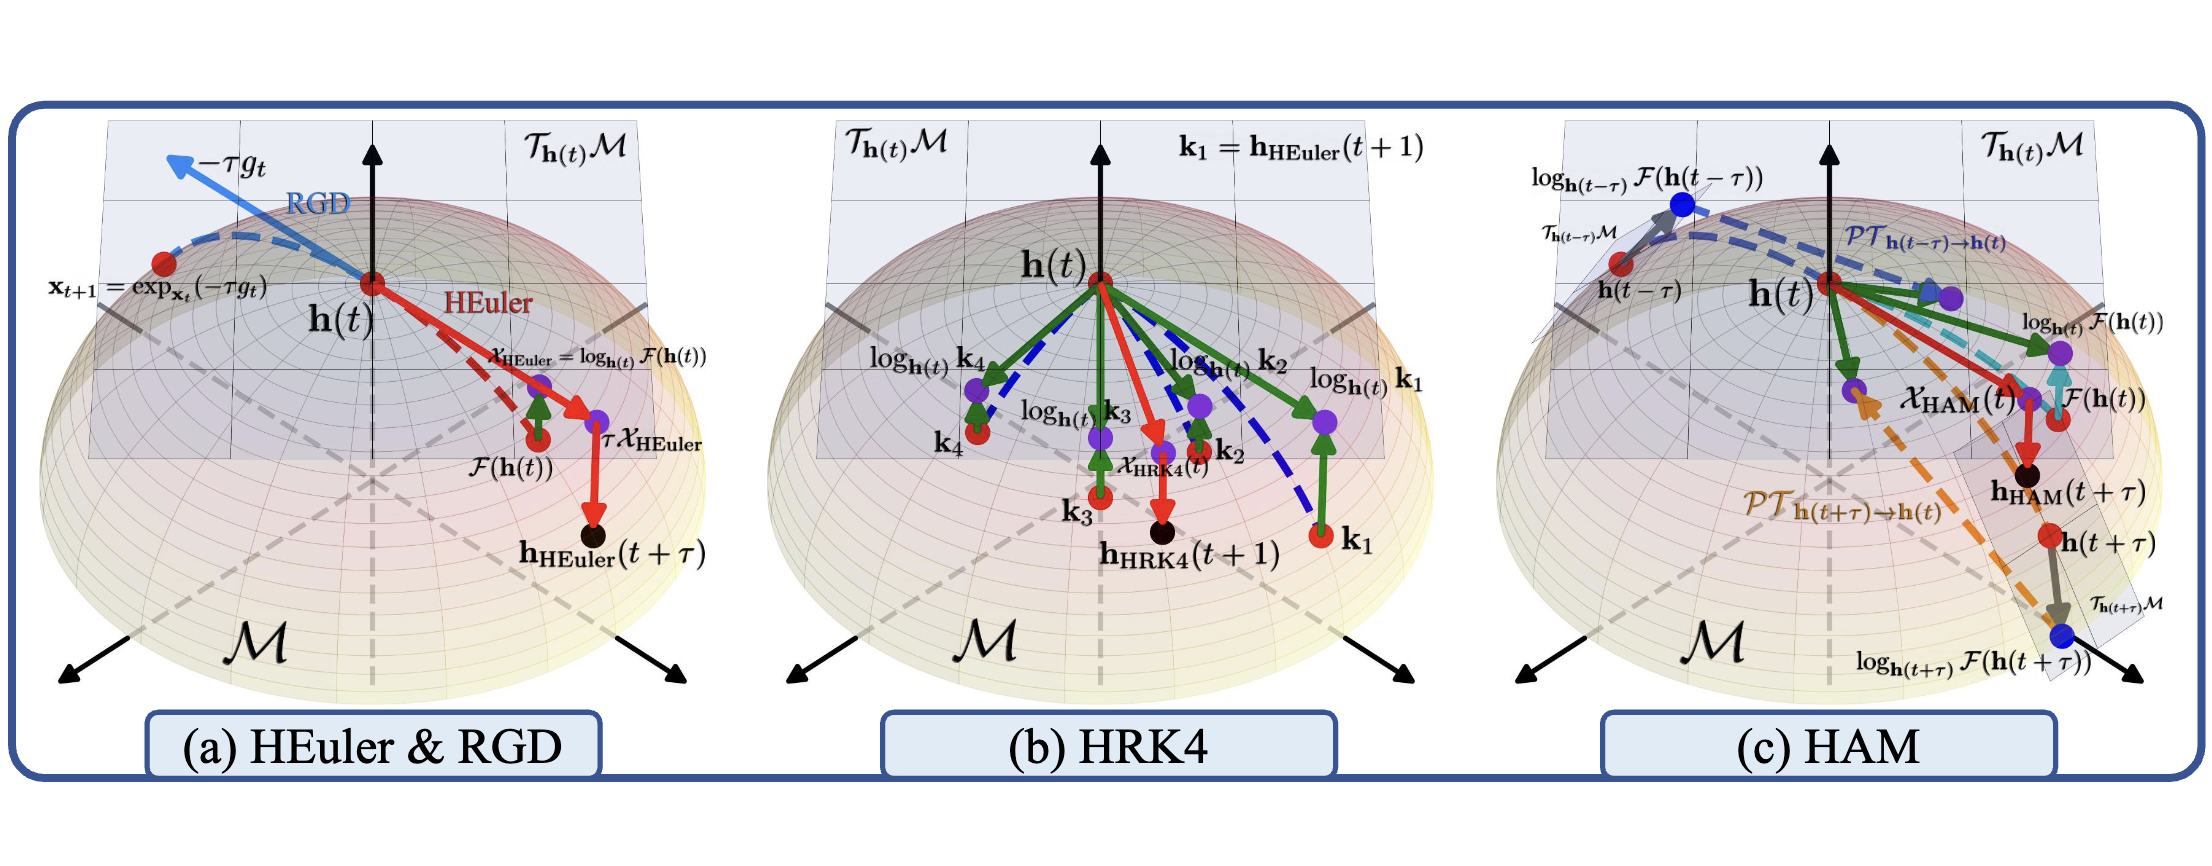 $\mathcal{T}_{\mathbf{h}(t)}\mathcal{M}$
$-\tau g_t$
RGD
$\mathbf{x}_{t+1} = \exp_{\mathbf{x}_t}(-\tau g_t)$
HEuler
$\mathbf{h}(t)$
$\mathcal{X}_{\text{HEuler}} = \log_{\mathbf{h}(t)} \mathcal{F}(\mathbf{h}(t))$
$\tau\mathcal{X}_{\text{HEuler}}$
$\mathcal{F}(\mathbf{h}(t))$
$\mathbf{h}_{\text{HEuler}}(t+\tau)$
$\mathcal{M}$
(a) HEuler & RGD
$\mathcal{T}_{\mathbf{h}(t)}\mathcal{M}$
$\mathbf{k}_1 = \mathbf{h}_{\text{HEuler}}(t+1)$
$\mathbf{h}(t)$
$\log_{\mathbf{h}(t)} \mathbf{k}_4$
$\log_{\mathbf{h}(t)} \mathbf{k}_2$
$\log_{\mathbf{h}(t)} \mathbf{k}_1$
$\log_{\mathbf{h}(t)} \mathbf{k}_3$
$\mathbf{k}_4$
$\mathcal{X}_{\text{HRK4}}(t)$
$\mathbf{k}_2$
$\mathbf{k}_3$
$\mathbf{h}_{\text{HRK4}}(t+1)$
$\mathbf{k}_1$
$\mathcal{M}$
(b) HRK4
$\mathcal{T}_{\mathbf{h}(t)}\mathcal{M}$
$\log_{\mathbf{h}(t-\tau)} \mathcal{F}(\mathbf{h}(t-\tau))$
$\mathcal{T}_{\mathbf{h}(t-\tau)}\mathcal{M}$
$\mathcal{PT}_{\mathbf{h}(t-\tau)\to\mathbf{h}(t)}$
$\mathbf{h}(t-\tau)$
$\mathbf{h}(t)$
$\log_{\mathbf{h}(t)} \mathcal{F}(\mathbf{h}(t))$
$\mathcal{X}_{\text{HAM}}(t)$
$\mathcal{F}(\mathbf{h}(t))$
$\mathbf{h}_{\text{HAM}}(t+\tau)$
$\mathcal{PT}_{\mathbf{h}(t+\tau)\to\mathbf{h}(t)}$
$\mathbf{h}(t+\tau)$
$\mathcal{T}_{\mathbf{h}(t+\tau)}\mathcal{M}$
$\mathcal{M}$
$\log_{\mathbf{h}(t+\tau)} \mathcal{F}(\mathbf{h}(t+\tau))$
(c) HAM